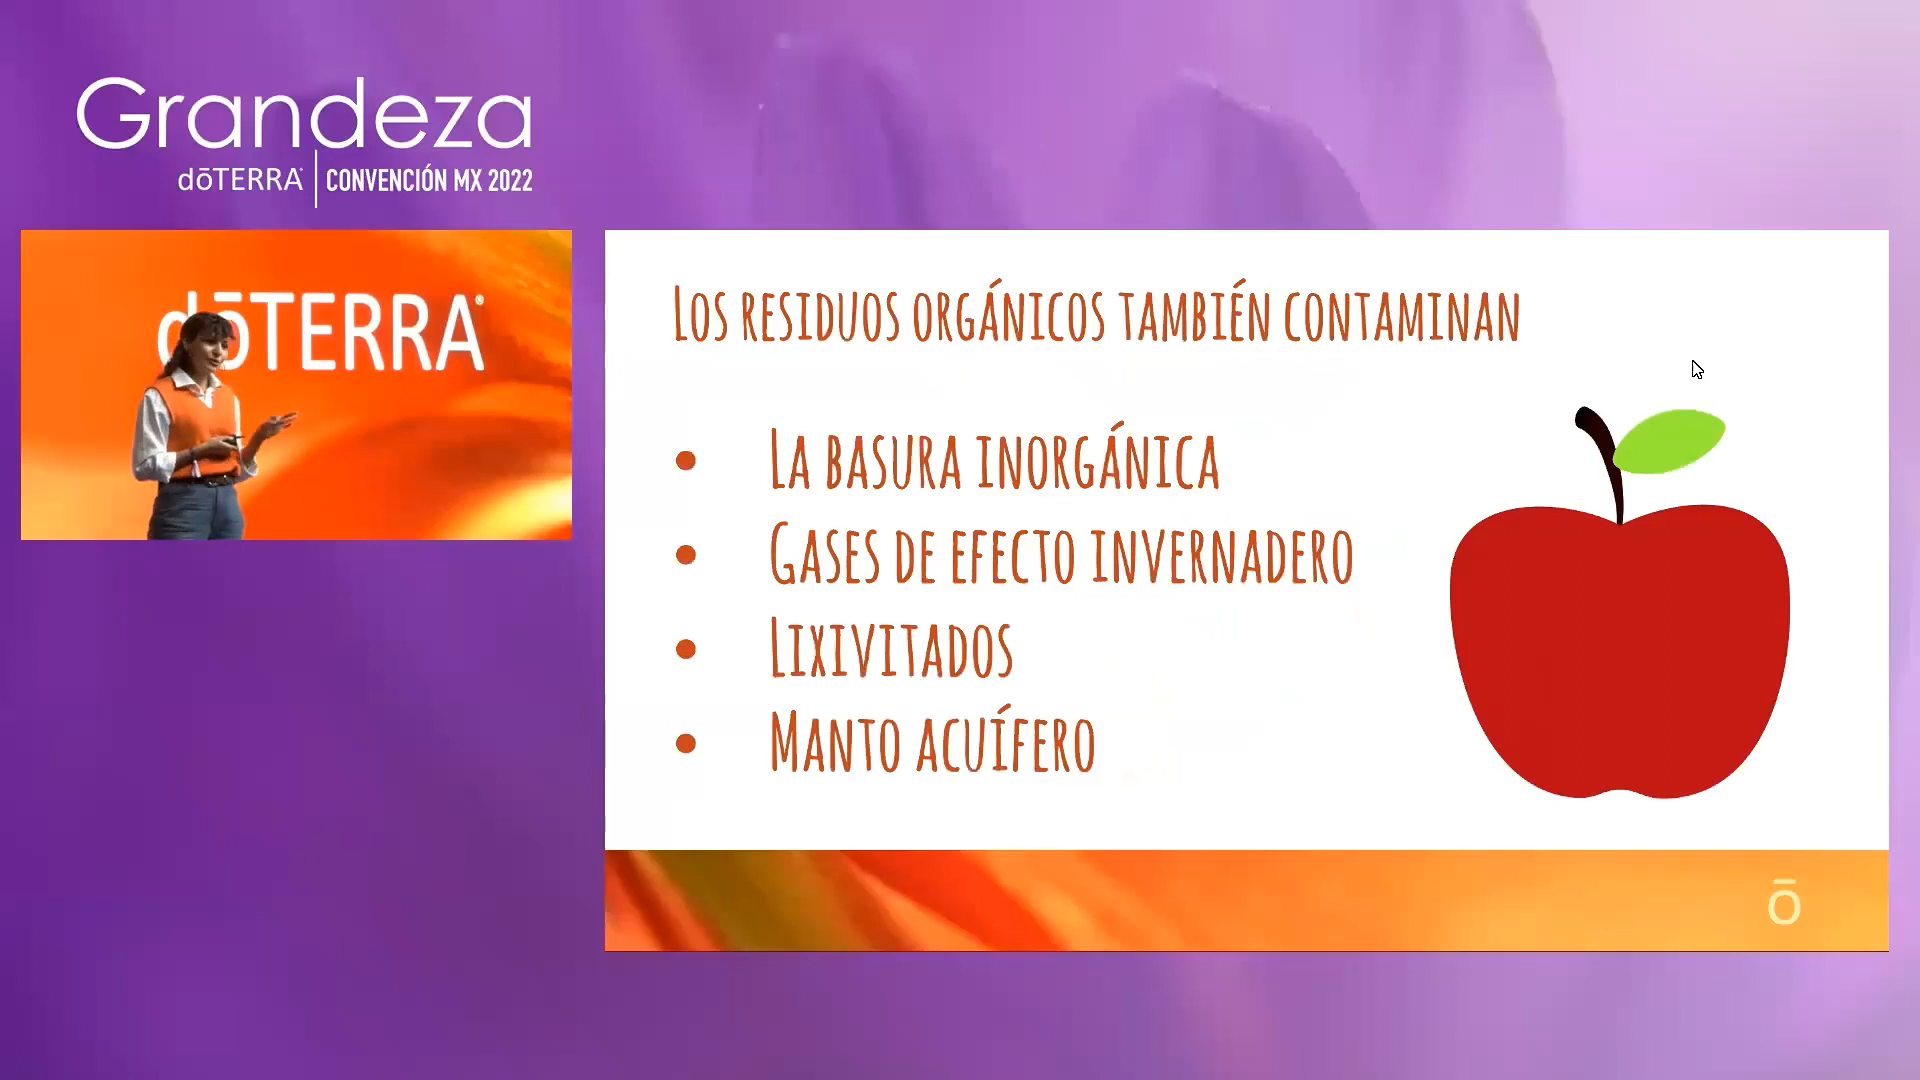 Grandeza
dōTERRA® CONVENCIÓN MX 2022
dōTERRA®
Los residuos orgánicos también contaminan
• La basura inorgánica
• Gases de efecto invernadero
• Lixivitados
• Manto acuífero
ō